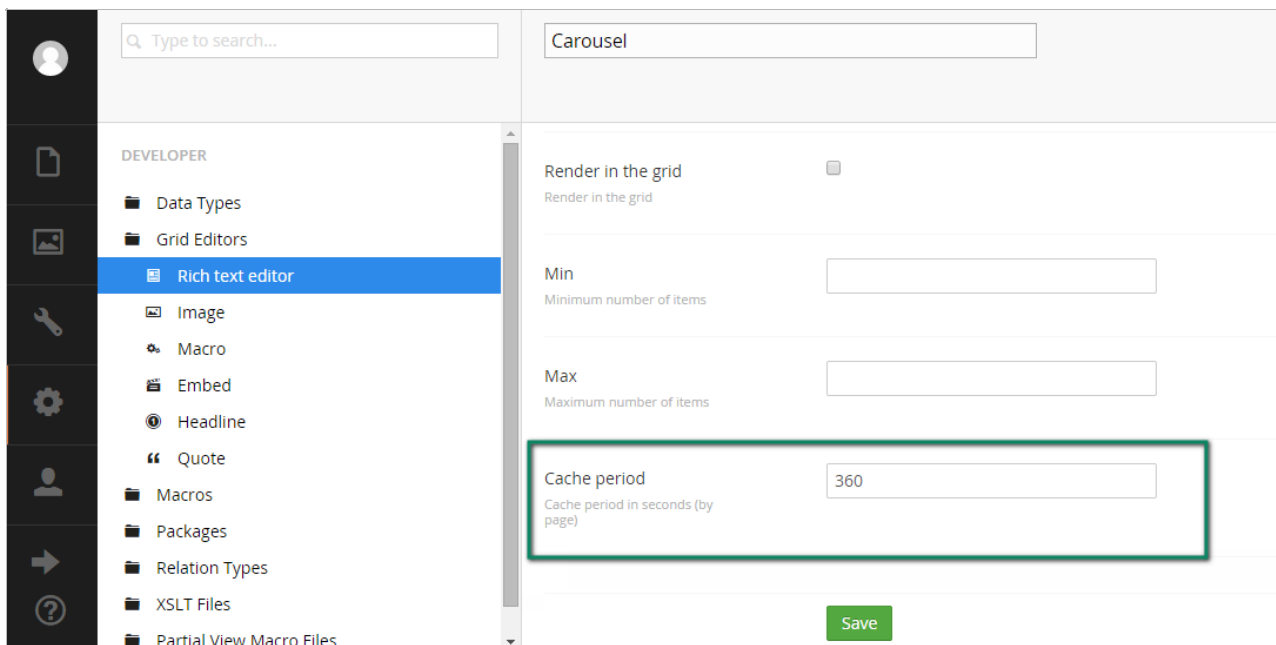 Type to search...
Carousel
DEVELOPER
Data Types
Grid Editors
Rich text editor
Image
Macro
Embed
Headline
Quote
Macros
Packages
Relation Types
XSLT Files
Partial View Macro Files
Render in the grid
Render in the grid
Min
Minimum number of items
Max
Maximum number of items
Cache period
360
Cache period in seconds (by
page)
Save